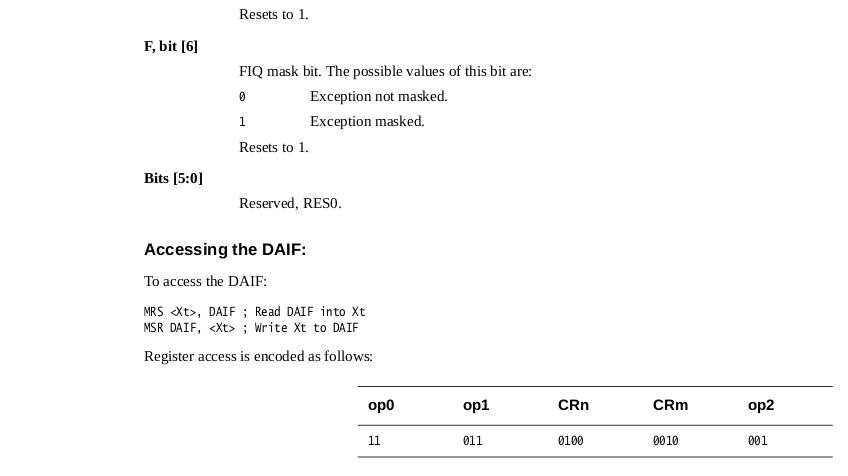 Resets to 1.
F, bit [6]
FIQ mask bit. The possible values of this bit are:
0 Exception not masked.
1 Exception masked.
Resets to 1.
Bits [5:0]
Reserved, RES0.
Accessing the DAIF:
To access the DAIF:
MRS <Xt>, DAIF ; Read DAIF into Xt
MSR DAIF, <Xt> ; Write Xt to DAIF
Register access is encoded as follows:
op0 op1 CRn CRm op2
11 011 0100 0010 001